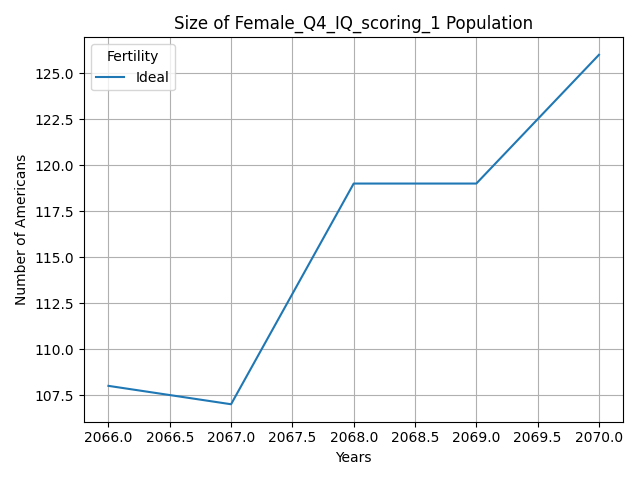 Size of Female_Q4_IQ_scoring_1 Population
Fertility
Ideal
125.0
122.5
120.0
117.5
115.0
112.5
110.0
107.5
Number of Americans
2066.0 2066.5 2067.0 2067.5 2068.0 2068.5 2069.0 2069.5 2070.0
Years